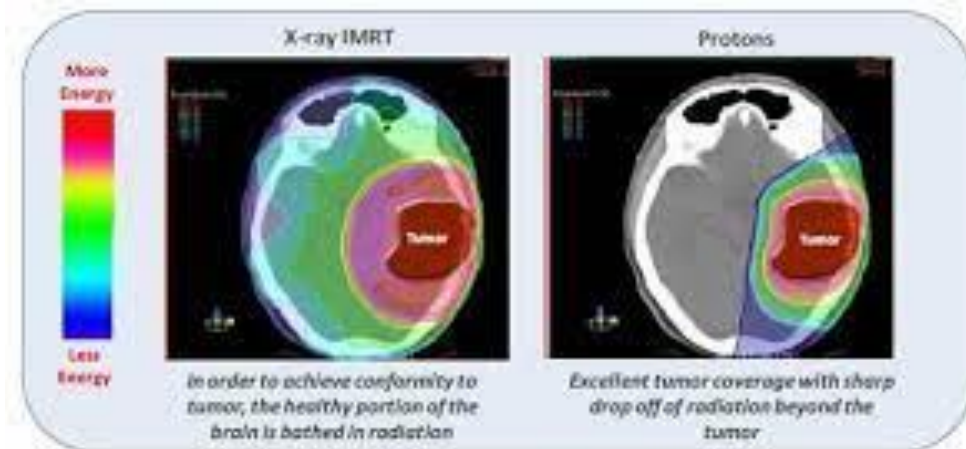 X-ray IMRT
Protons
More
Energy
Less
Energy
Tumor
Tumor
In order to achieve conformity to
tumor, the healthy portion of the
brain is bathed in radiation
Excellent tumor coverage with sharp
drop off of radiation beyond the
tumor